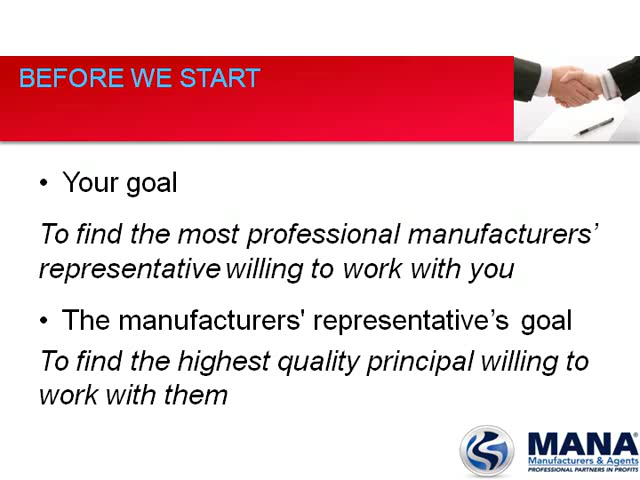 BEFORE WE START
• Your goal
To find the most professional manufacturers’
representative willing to work with you
• The manufacturers' representative’s goal
To find the highest quality principal willing to
work with them
MANA
Manufacturers & Agents
PROFESSIONAL PARTNERS IN PROFITS